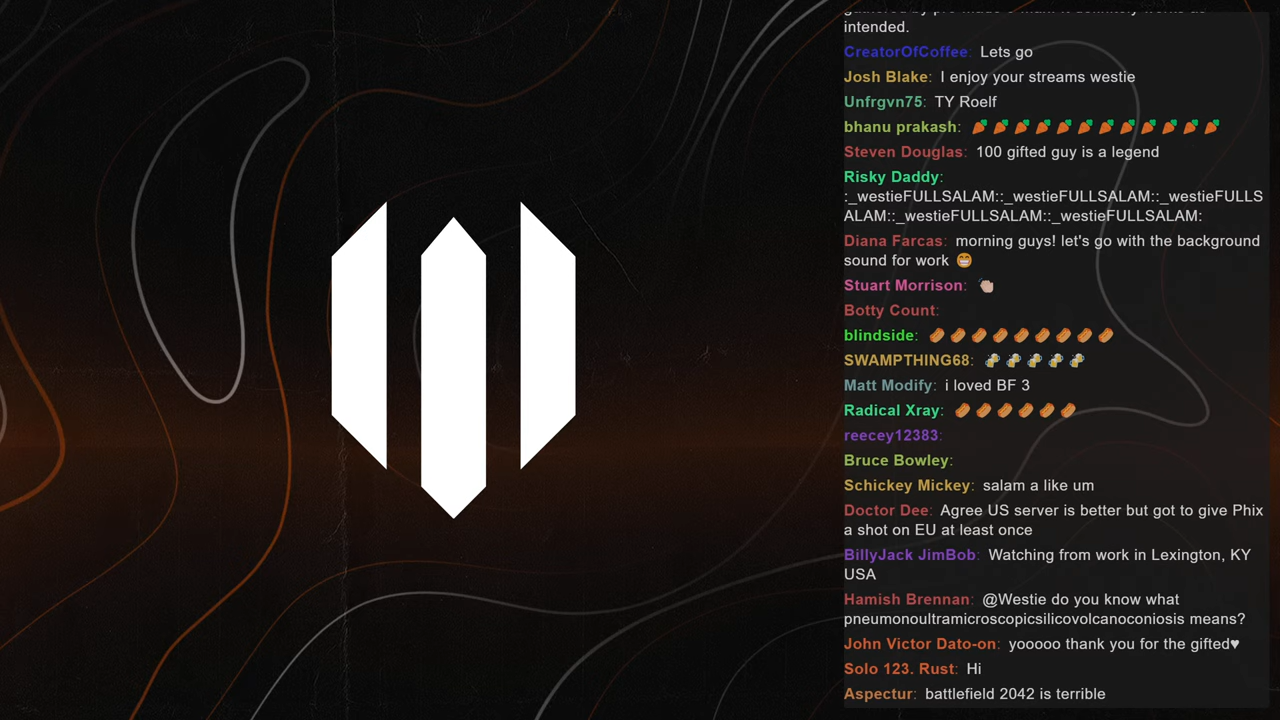 intended.
CreatorOfCoffee: Lets go
Josh Blake: I enjoy your streams westie
Unfrgvn75: TY Roelf
bhanu prakash: 🥕🥕🥕🥕🥕🥕🥕🥕🥕🥕🥕🥕
Steven Douglas: 100 gifted guy is a legend
Risky Daddy:
:_westieFULLSALAM::_westieFULLSALAM::_westieFULLS
ALAM::_westieFULLSALAM::_westieFULLSALAM:
Diana Farcas: morning guys! let's go with the background
sound for work 😁
Stuart Morrison: 👏🏼
Botty Count:
blindside: 🥜🥜🥜🥜🥜🥜🥜🥜🥜
SWAMPTHING68: 🍻🍻🍻🍻🍻
Matt Modify: i loved BF 3
Radical Xray: 🥜🥜🥜🥜🥜🥜
reecey12383:
Bruce Bowley:
Schickey Mickey: salam a like um
Doctor Dee: Agree US server is better but got to give Phix
a shot on EU at least once
BillyJack JimBob: Watching from work in Lexington, KY
USA
Hamish Brennan: @Westie do you know what
pneumonoultramicroscopicsilicovolcanoconiosis means?
John Victor Dato-on: yooooo thank you for the gifted♥
Solo 123. Rust: Hi
Aspectur: battlefield 2042 is terrible